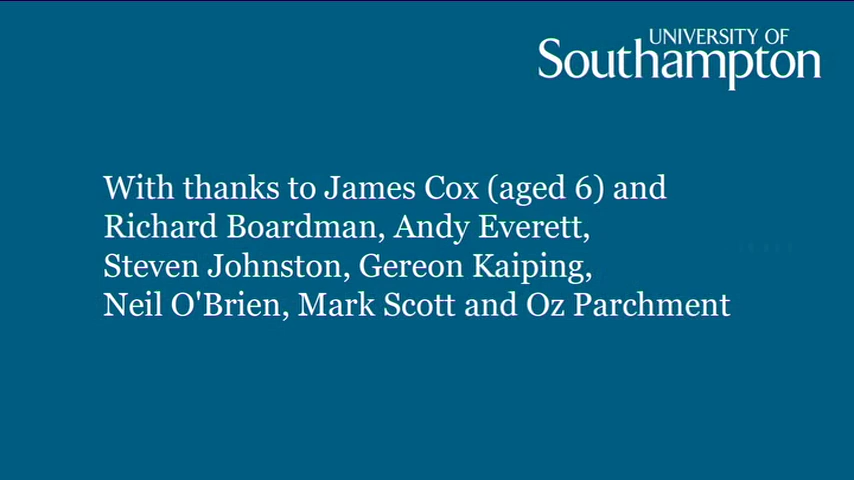 UNIVERSITY OF
Southampton
With thanks to James Cox (aged 6) and
Richard Boardman, Andy Everett,
Steven Johnston, Gereon Kaiping,
Neil O'Brien, Mark Scott and Oz Parchment